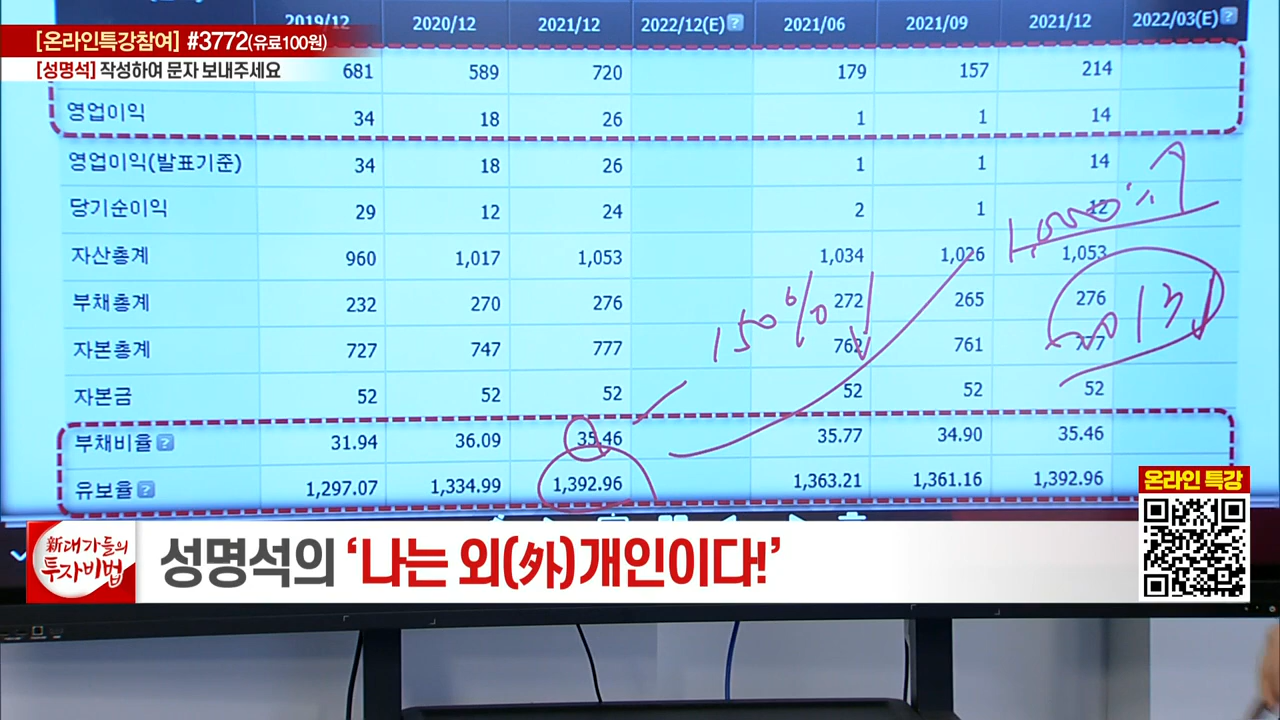 2019/12 2020/12 2021/12 2022/12(E) ? 2021/06 2021/09 2021/12 2022/03(E) ?
[온라인특강참여] #3772(유료100원)
[성명석] 작성하여 문자 보내주세요
681 589 720 179 157 214
영업이익 34 18 26 1 1 14
영업이익(발표기준) 34 18 26 1 1 14
당기순이익 29 12 24 2 1 12
자산총계 960 1,017 1,053 1,034 1,026 1,053
부채총계 232 270 276 272 265 276
자본총계 727 747 777 762 761 777
자본금 52 52 52 52 52 52
부채비율 ? 31.94 36.09 35.46 35.77 34.90 35.46
유보율 ? 1,297.07 1,334.99 1,392.96 1,363.21 1,361.16 1,392.96
1,000%↑
150%↓
온라인 특강
新대가들의
투자비법
성명석의 ‘나는 외(外)개인이다!’